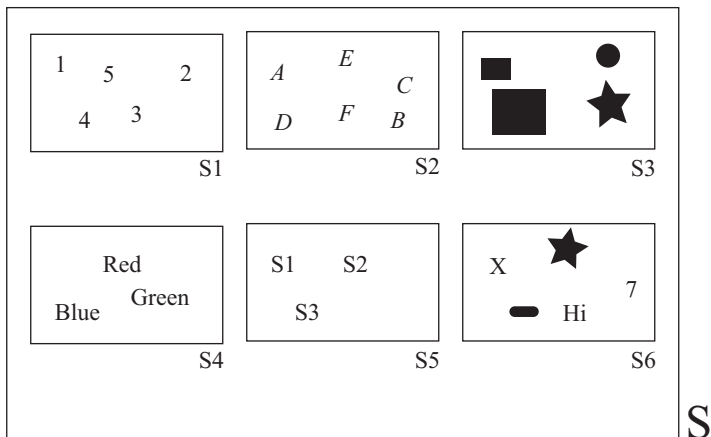 1 5 2
4 3
S1
A E C
D F B
S2
S3
Red
Blue Green
S4
S1 S2
S3
S5
X 7
Hi
S6
S